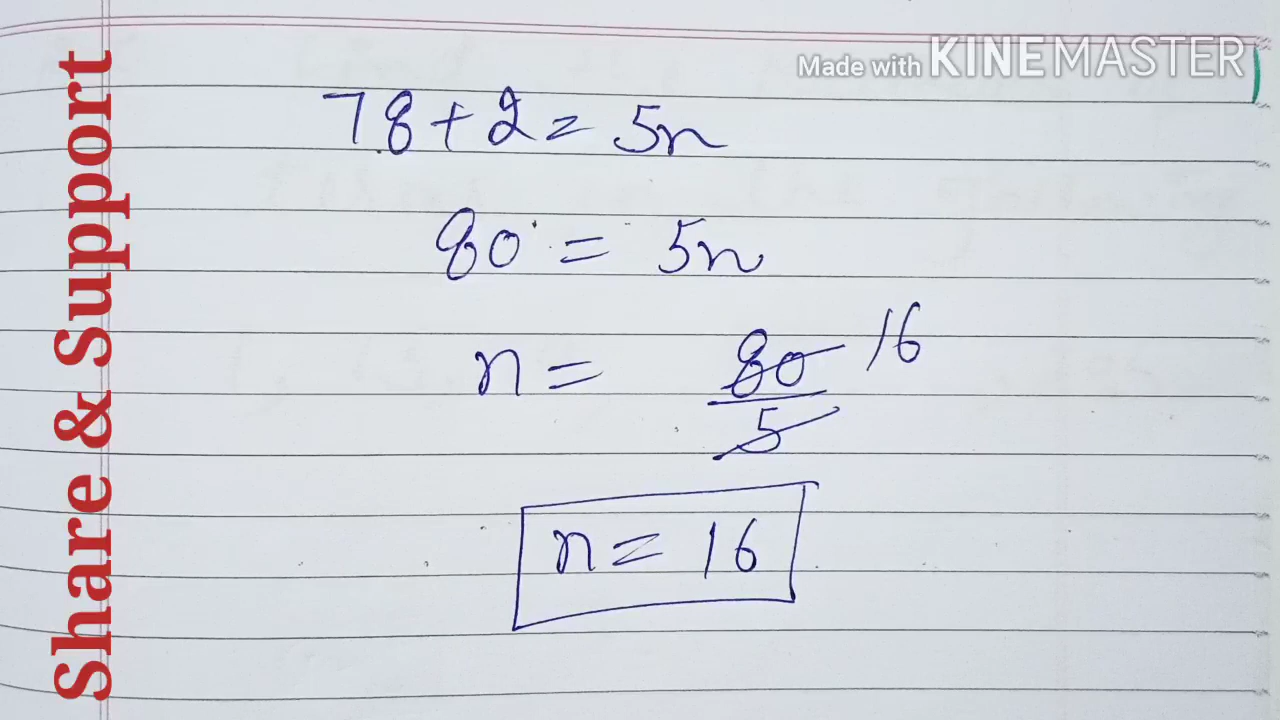 Made with KINEMASTER
Share & Support
78+2=5n
80=5n
n=80/5 16
n=16